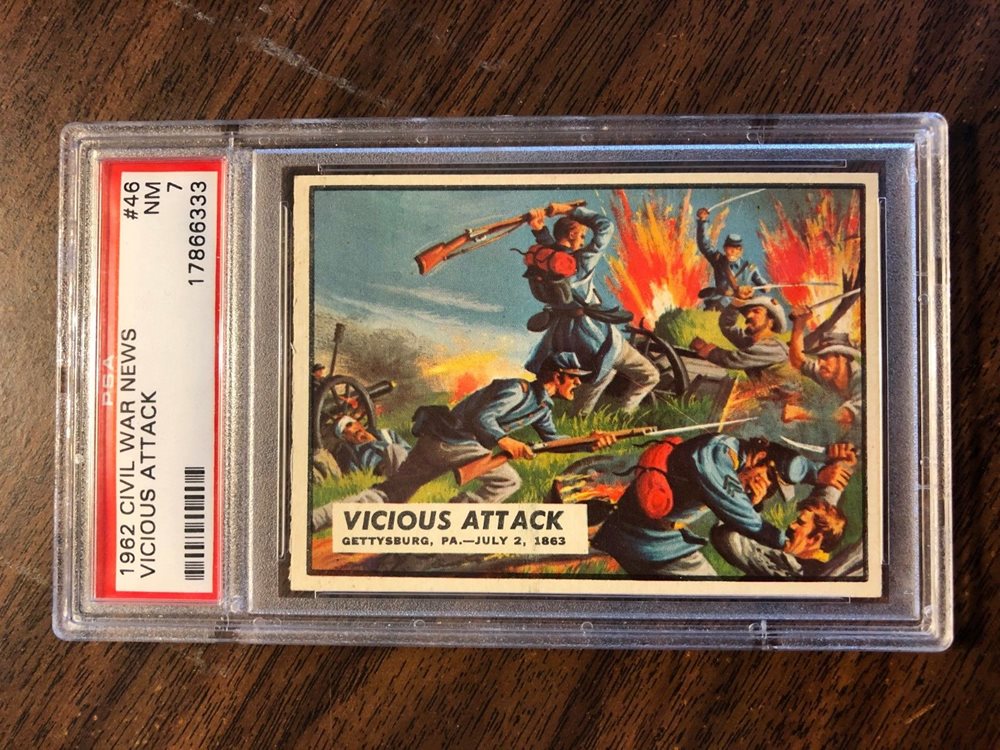 1962 CIVIL WAR NEWS #46
VICIOUS ATTACK NM 7
17866333
PSA
VICIOUS ATTACK
GETTYSBURG, PA.—JULY 2, 1863